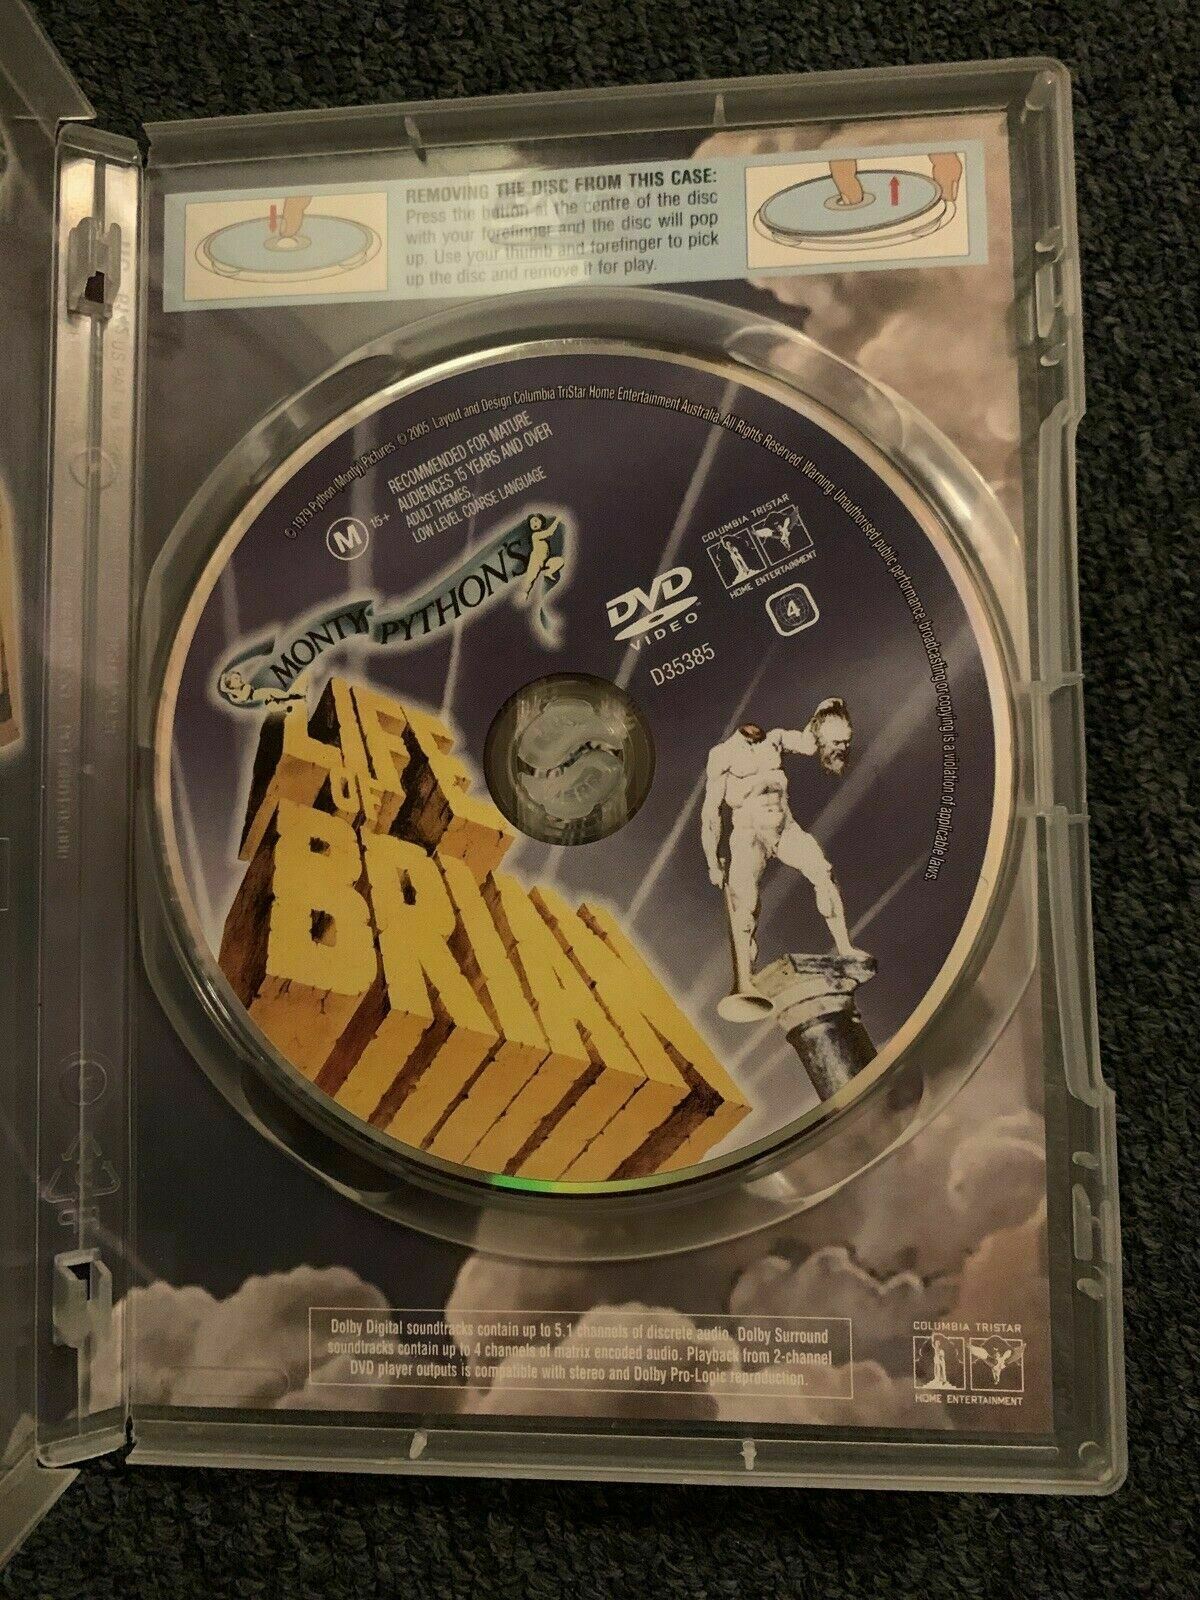 REMOVING THE DISC FROM THIS CASE:
Press the button at the centre of the disc
with your forefinger and the disc will pop
up. Use your thumb and forefinger to pick
up the disc and remove it for play.
© 1979 Python (Monty) Pictures. © 2005 Layout and Design Columbia TriStar Home Entertainment Australia. All Rights Reserved. Warning: Unauthorised public performance, broadcasting or copying is a violation of applicable laws.
M 15+
RECOMMENDED FOR MATURE
AUDIENCES 15 YEARS AND OVER
ADULT THEMES,
LOW LEVEL COARSE LANGUAGE
COLUMBIA TRISTAR
HOME ENTERTAINMENT
DVD
VIDEO
4
D35385
MONTY PYTHON'S
LIFE
OF
BRIAN
Dolby Digital soundtracks contain up to 5.1 channels of discrete audio. Dolby Surround
soundtracks contain up to 4 channels of matrix encoded audio. Playback from 2-channel
DVD player outputs is compatible with stereo and Dolby Pro-Logic reproduction.
COLUMBIA TRISTAR
HOME ENTERTAINMENT